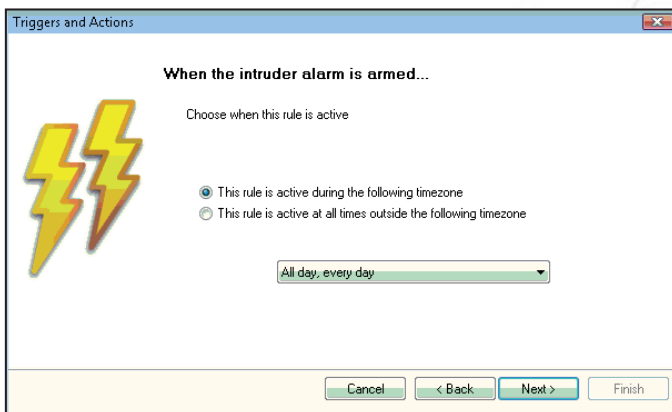 Triggers and Actions
When the intruder alarm is armed...
Choose when this rule is active
This rule is active during the following timezone
This rule is active at all times outside the following timezone
All day, every day
Cancel
< Back
Next >
Finish